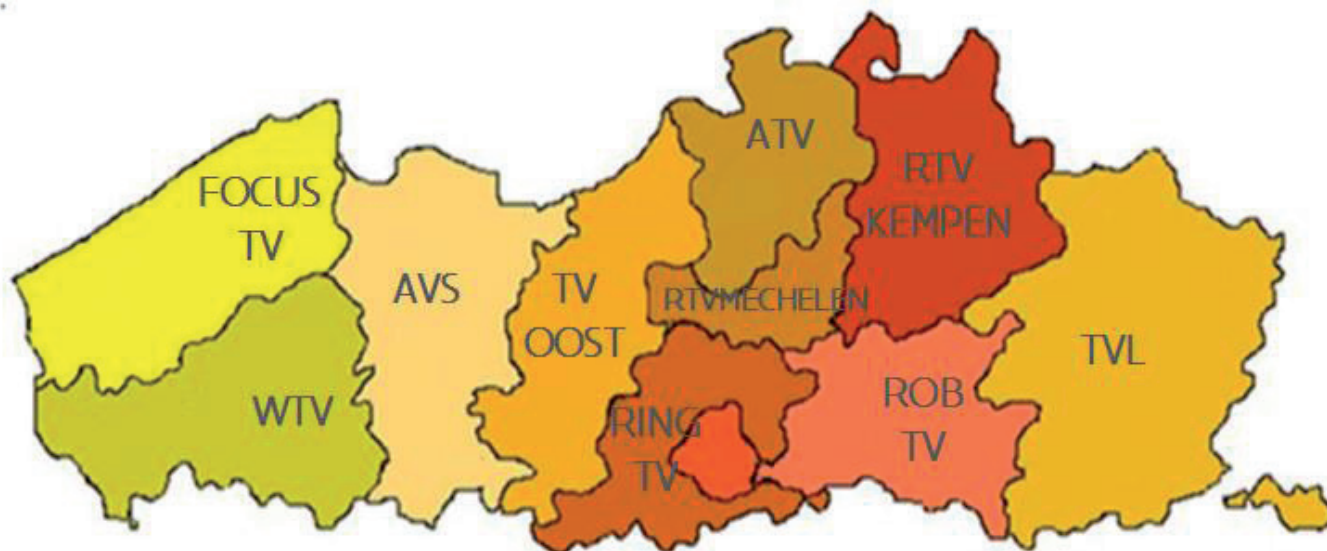 FOCUS
TV
WTV
AVS
TV
OOST
ATV
RTVMECHELEN
RTV
KEMPEN
RING
TV
ROB
TV
TVL